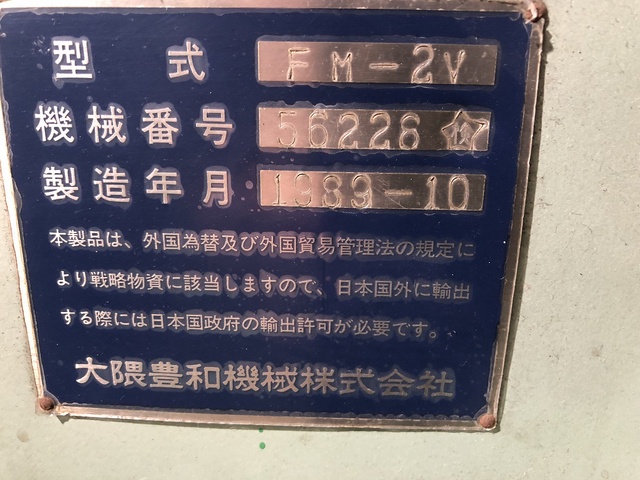 型式 FM-2V
機械番号 56228
製造年月 1989-10
本製品は、外国為替及び外国貿易管理法の規定に
より戦略物資に該当しますので、日本国外に輸出
する際には日本国政府の輸出許可が必要です。
大隈豊和機械株式会社